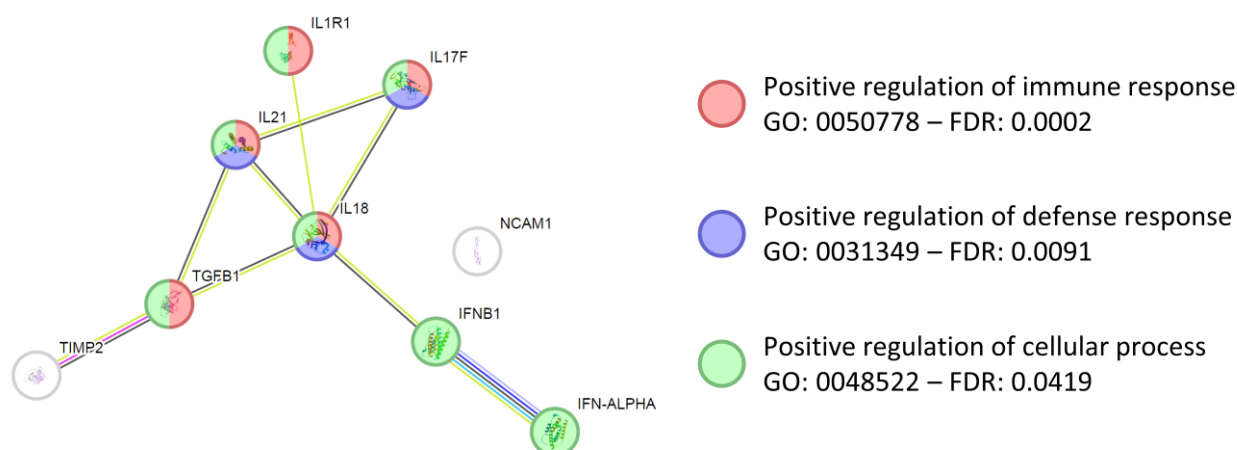 IL1R1
IL17F
IL21
IL18
NCAM1
TGFB1
IFNB1
TIMP2
IFN-ALPHA
Positive regulation of immune response
GO: 0050778 – FDR: 0.0002
Positive regulation of defense response
GO: 0031349 – FDR: 0.0091
Positive regulation of cellular process
GO: 0048522 – FDR: 0.0419